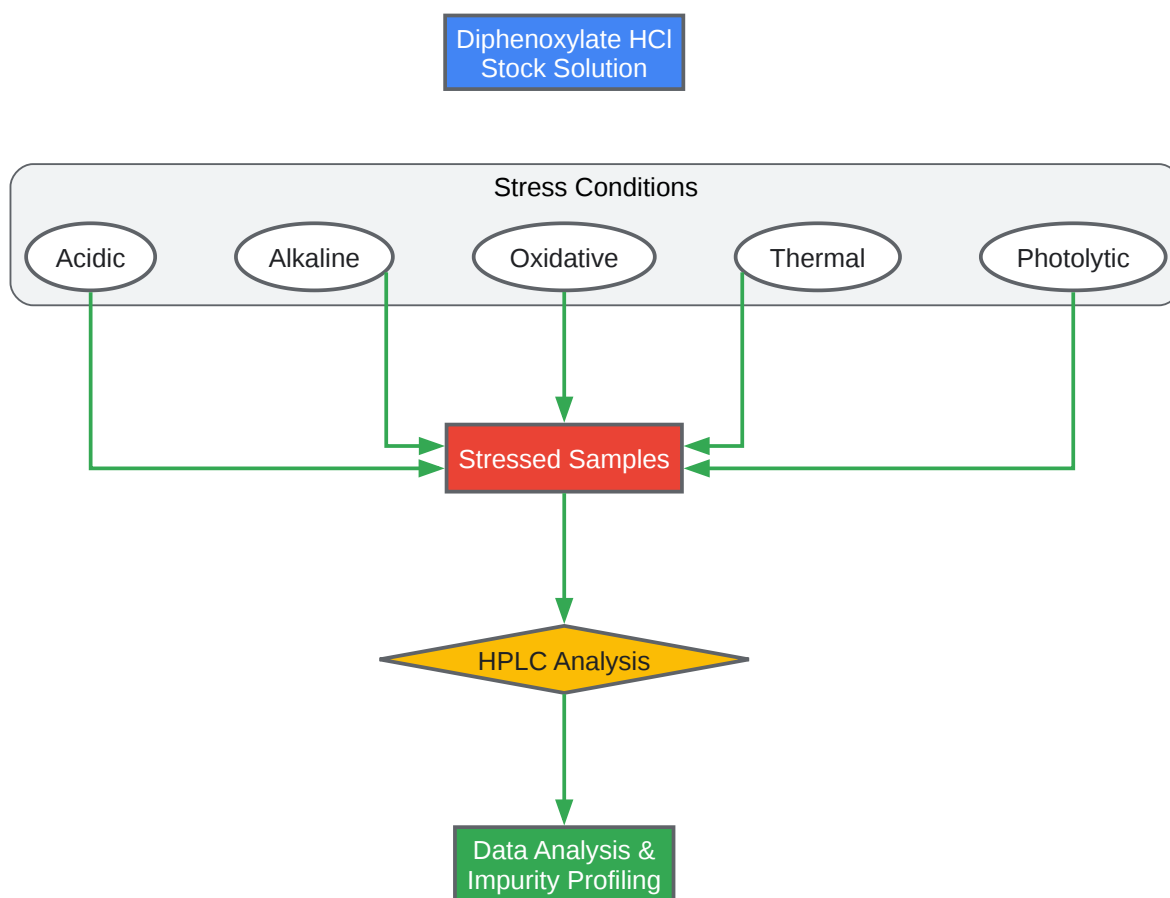 Diphenoxylate HCl
Stock Solution
Stress Conditions
Acidic
Alkaline
Oxidative
Thermal
Photolytic
Stressed Samples
HPLC Analysis
Data Analysis &
Impurity Profiling